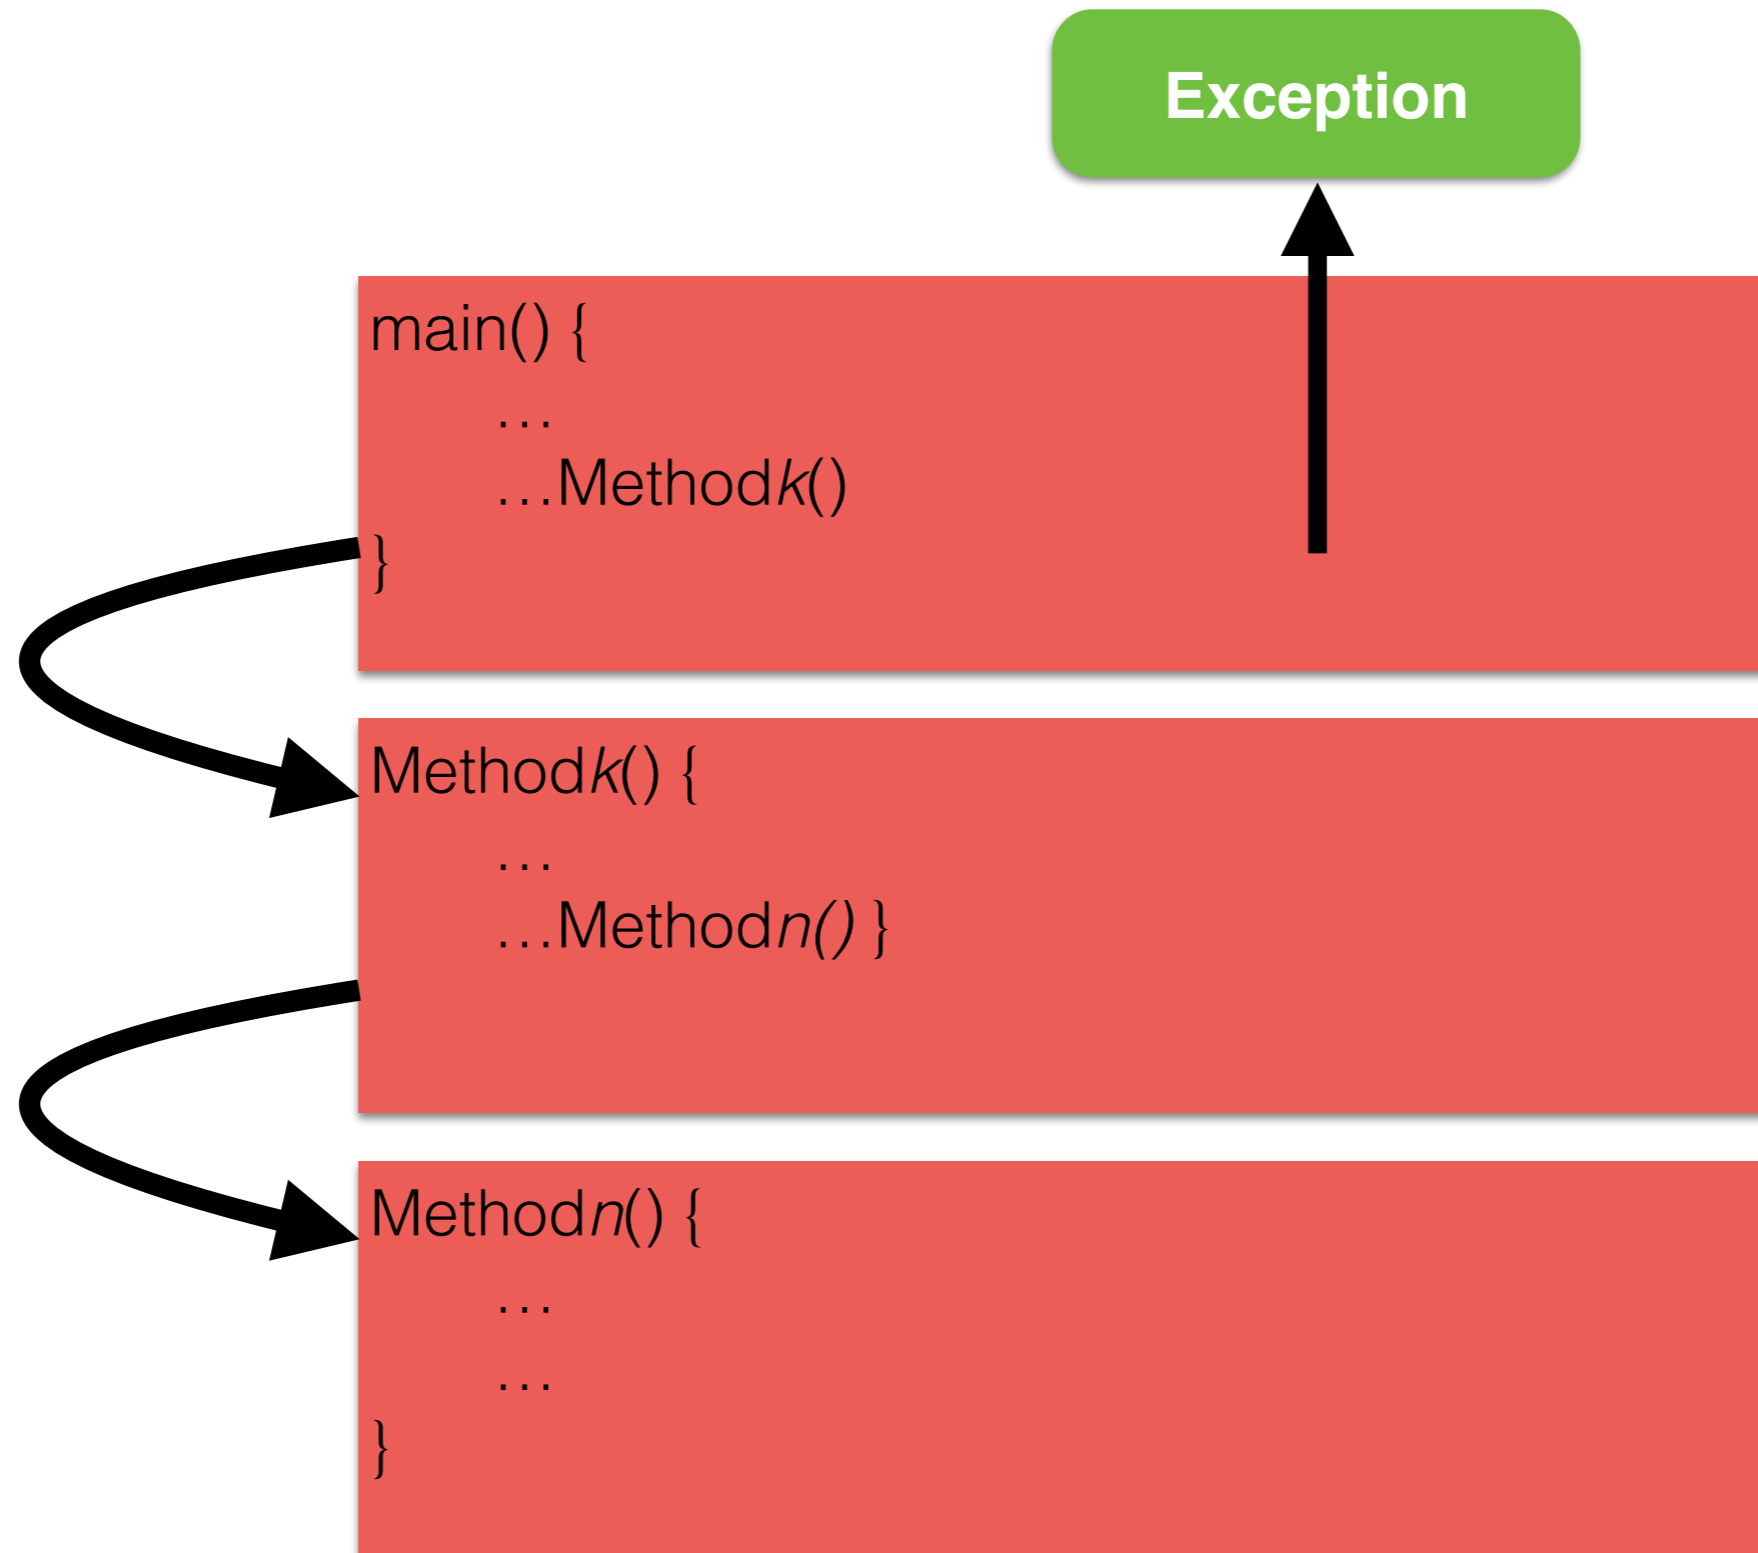 Exception
main() {
…
…Methodk()
}
Methodk() {
…
…Methodn() }
Methodn() {
…
…
}